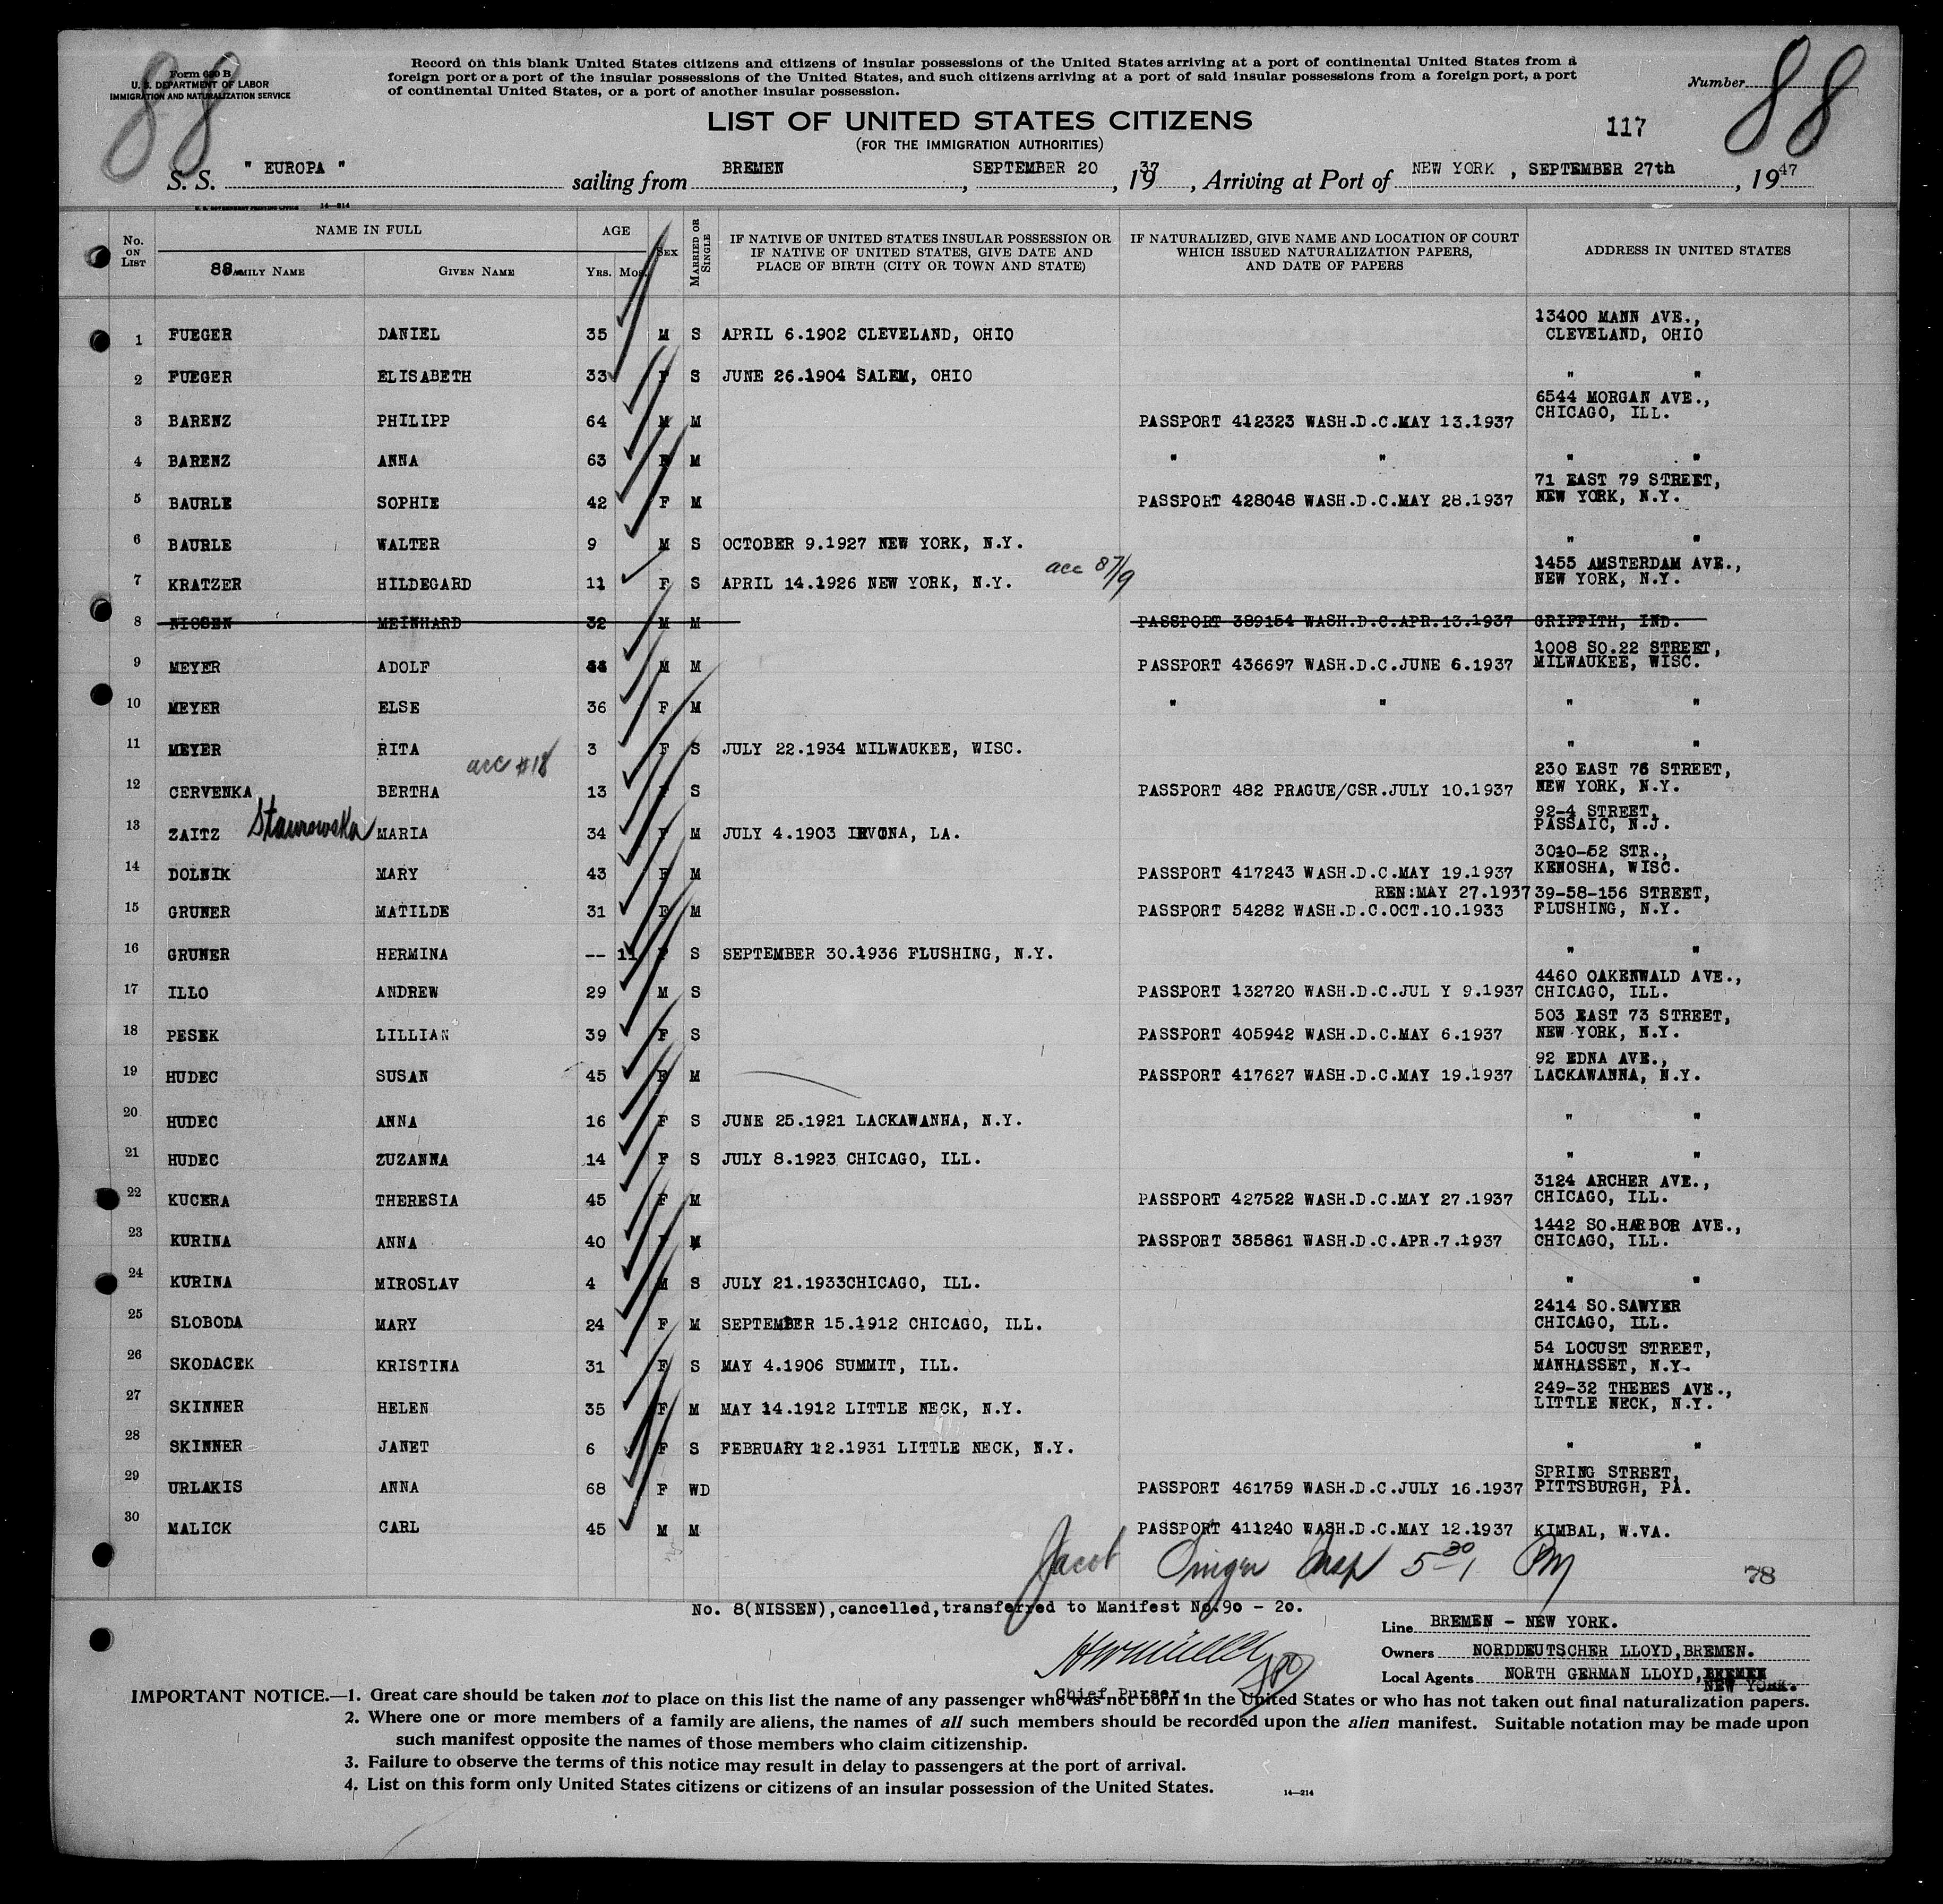 88
88
Form 630 B
U. S. DEPARTMENT OF LABOR
IMMIGRATION AND NATURALIZATION SERVICE
Record on this blank United States citizens and citizens of insular possessions of the United States arriving at a port of continental United States from a
foreign port or a port of the insular possessions of the United States, and such citizens arriving at a port of said insular possessions from a foreign port, a port
of continental United States, or a port of another insular possession.
Number
LIST OF UNITED STATES CITIZENS
(FOR THE IMMIGRATION AUTHORITIES)
117
S. S. " EUROPA " sailing from BREMEN , SEPTEMBER 20 , 1937 , Arriving at Port of NEW YORK , SEPTEMBER 27th , 1947
U. S. GOVERNMENT PRINTING OFFICE 14—214
No. ON LIST
NAME IN FULL
88.
FAMILY NAME
GIVEN NAME
AGE
YRS. MOS.
SEX
MARRIED OR SINGLE
IF NATIVE OF UNITED STATES INSULAR POSSESSION OR
IF NATIVE OF UNITED STATES, GIVE DATE AND
PLACE OF BIRTH (CITY OR TOWN AND STATE)
IF NATURALIZED, GIVE NAME AND LOCATION OF COURT
WHICH ISSUED NATURALIZATION PAPERS,
AND DATE OF PAPERS
ADDRESS IN UNITED STATES
13400 MANN AVE.,
1 FUEGER DANIEL 35 M S APRIL 6.1902 CLEVELAND, OHIO CLEVELAND, OHIO
2 FUEGER ELISABETH 33 F S JUNE 26.1904 SALEM, OHIO " "
6544 MORGAN AVE.,
CHICAGO, ILL.
3 BARENZ PHILIPP 64 M M PASSPORT 412323 WASH.D.C.MAY 13.1937
4 BARENZ ANNA 63 F M " " " "
71 EAST 79 STREET,
5 BAURLE SOPHIE 42 F M PASSPORT 428048 WASH.D.C.MAY 28.1937 NEW YORK, N.Y.
6 BAURLE WALTER 9 M S OCTOBER 9.1927 NEW YORK, N.Y. " "
acc 87/9
1455 AMSTERDAM AVE.,
7 KRATZER HILDEGARD 11 F S APRIL 14.1926 NEW YORK, N.Y. NEW YORK, N.Y.
8 NISSEN MEINHARD 32 M M PASSPORT 389154 WASH.D.C.APR.13.1937 GRIFFITH, IND.
1008 SO.22 STREET,
9 MEYER ADOLF M M PASSPORT 436697 WASH.D.C.JUNE 6.1937 MILWAUKEE, WISC.
10 MEYER ELSE 36 F M " " " "
11 MEYER RITA 3 F S JULY 22.1934 MILWAUKEE, WISC. " "
acc #18
230 EAST 76 STREET,
12 CERVENKA BERTHA 13 F S PASSPORT 482 PRAGUE/CSR.JULY 10.1937 NEW YORK, N.Y.
92-4 STREET,
13 ZAITZ Staurowska MARIA 34 F M JULY 4.1903 IRVONA, LA. PASSAIC, N.J.
3010-52 STR.,
14 DOLNIK MARY 43 F M PASSPORT 417243 WASH.D.C.MAY 19.1937 KENOSHA, WISC.
REN:MAY 27.1937 39-58-156 STREET,
15 GRUNER MATILDE 31 F M PASSPORT 54282 WASH.D.C.OCT.10.1933 FLUSHING, N.Y.
16 GRUNER HERMINA -- 11 F S SEPTEMBER 30.1936 FLUSHING, N.Y. " "
4460 OAKENWALD AVE.,
17 ILLO ANDREW 29 M S PASSPORT 132720 WASH.D.C.JUL Y 9.1937 CHICAGO, ILL.
503 EAST 73 STREET,
18 PESEK LILLIAN 39 F S PASSPORT 405942 WASH.D.C.MAY 6.1937 NEW YORK, N.Y.
92 EDNA AVE.,
19 HUDEC SUSAN 45 F M PASSPORT 417627 WASH.D.C.MAY 19.1937 LACKAWANNA, N.Y.
20 HUDEC ANNA 16 F S JUNE 25.1921 LACKAWANNA, N.Y. " "
21 HUDEC ZUZANNA 14 F S JULY 8.1923 CHICAGO, ILL. " "
3124 ARCHER AVE.,
22 KUCERA THERESIA 45 F M PASSPORT 427522 WASH.D.C.MAY 27.1937 CHICAGO, ILL.
1442 SO.HARBOR AVE.,
23 KURINA ANNA 40 F M PASSPORT 385861 WASH.D.C.APR.7.1937 CHICAGO, ILL.
24 KURINA MIROSLAV 4 M S JULY 21.1933CHICAGO, ILL. " "
2414 SO.SAWYER
25 SLOBODA MARY 24 F M SEPTEMBER 15.1912 CHICAGO, ILL. CHICAGO, ILL.
54 LOCUST STREET,
26 SKODACEK KRISTINA 31 F S MAY 4.1906 SUMMIT, ILL. MANHASSET, N.Y.
249-32 THEBES AVE.,
27 SKINNER HELEN 35 F M MAY 14.1912 LITTLE NECK, N.Y. LITTLE NECK, N.Y.
28 SKINNER JANET 6 F S FEBRUARY 12.1931 LITTLE NECK, N.Y. " "
SPRING STREET,
29 URLAKIS ANNA 68 F WD PASSPORT 461759 WASH.D.C.JULY 16.1937 PITTSBURGH, PA.
30 MALICK CARL 45 M M PASSPORT 411240 WASH.D.C.MAY 12.1937 KIMBAL, W.VA.
Jacob Singer Insp 5 30 PM
78
No. 8(NISSEN),cancelled,transferred to Manifest No.90 - 20.
Chief Purser.
Line BREMEN - NEW YORK.
Owners NORDDEUTSCHER LLOYD,BREMEN.
Local Agents NORTH GERMAN LLOYD,BREMEN
NEW YORK.
IMPORTANT NOTICE.—1. Great care should be taken not to place on this list the name of any passenger who was not born in the United States or who has not taken out final naturalization papers.
2. Where one or more members of a family are aliens, the names of all such members should be recorded upon the alien manifest. Suitable notation may be made upon
such manifest opposite the names of those members who claim citizenship.
3. Failure to observe the terms of this notice may result in delay to passengers at the port of arrival.
4. List on this form only United States citizens or citizens of an insular possession of the United States.
14—214